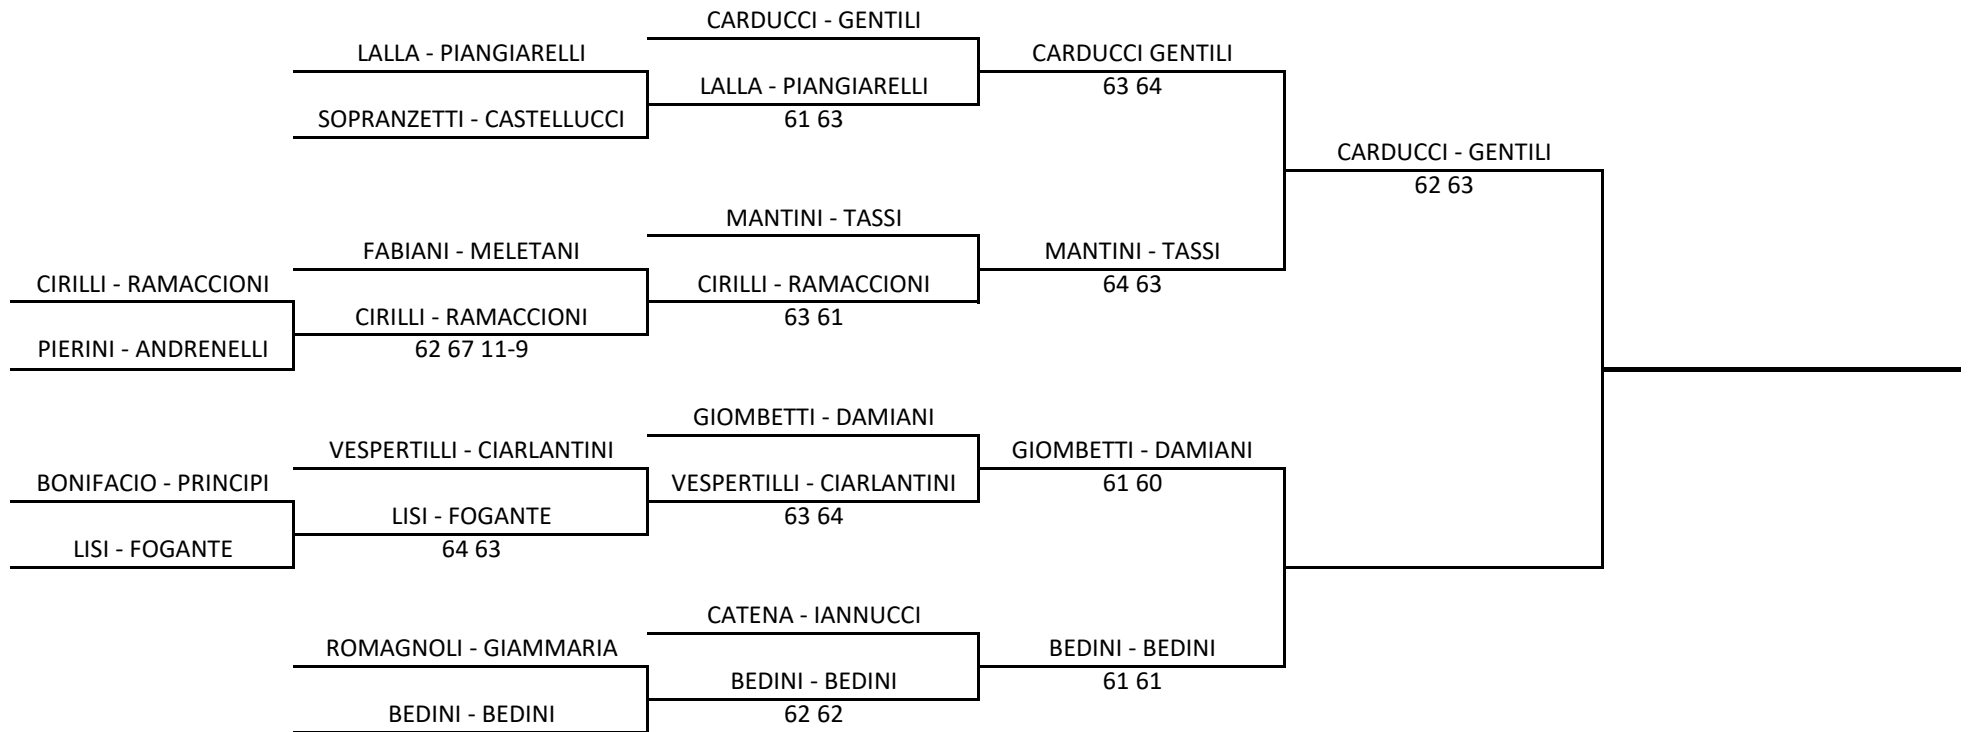 CARDUCCI - GENTILI
LALLA - PIANGIARELLI
CARDUCCI GENTILI
LALLA - PIANGIARELLI
63 64
SOPRANZETTI - CASTELLUCCI
61 63
CARDUCCI - GENTILI
62 63
MANTINI - TASSI
FABIANI - MELETANI
MANTINI - TASSI
CIRILLI - RAMACCIONI
CIRILLI - RAMACCIONI
64 63
CIRILLI - RAMACCIONI
63 61
PIERINI - ANDRENELLI
62 67 11-9
GIOMBETTI - DAMIANI
VESPERTILLI - CIARLANTINI
GIOMBETTI - DAMIANI
BONIFACIO - PRINCIPI
VESPERTILLI - CIARLANTINI
61 60
LISI - FOGANTE
63 64
LISI - FOGANTE
64 63
CATENA - IANNUCCI
ROMAGNOLI - GIAMMARIA
BEDINI - BEDINI
BEDINI - BEDINI
61 61
BEDINI - BEDINI
62 62